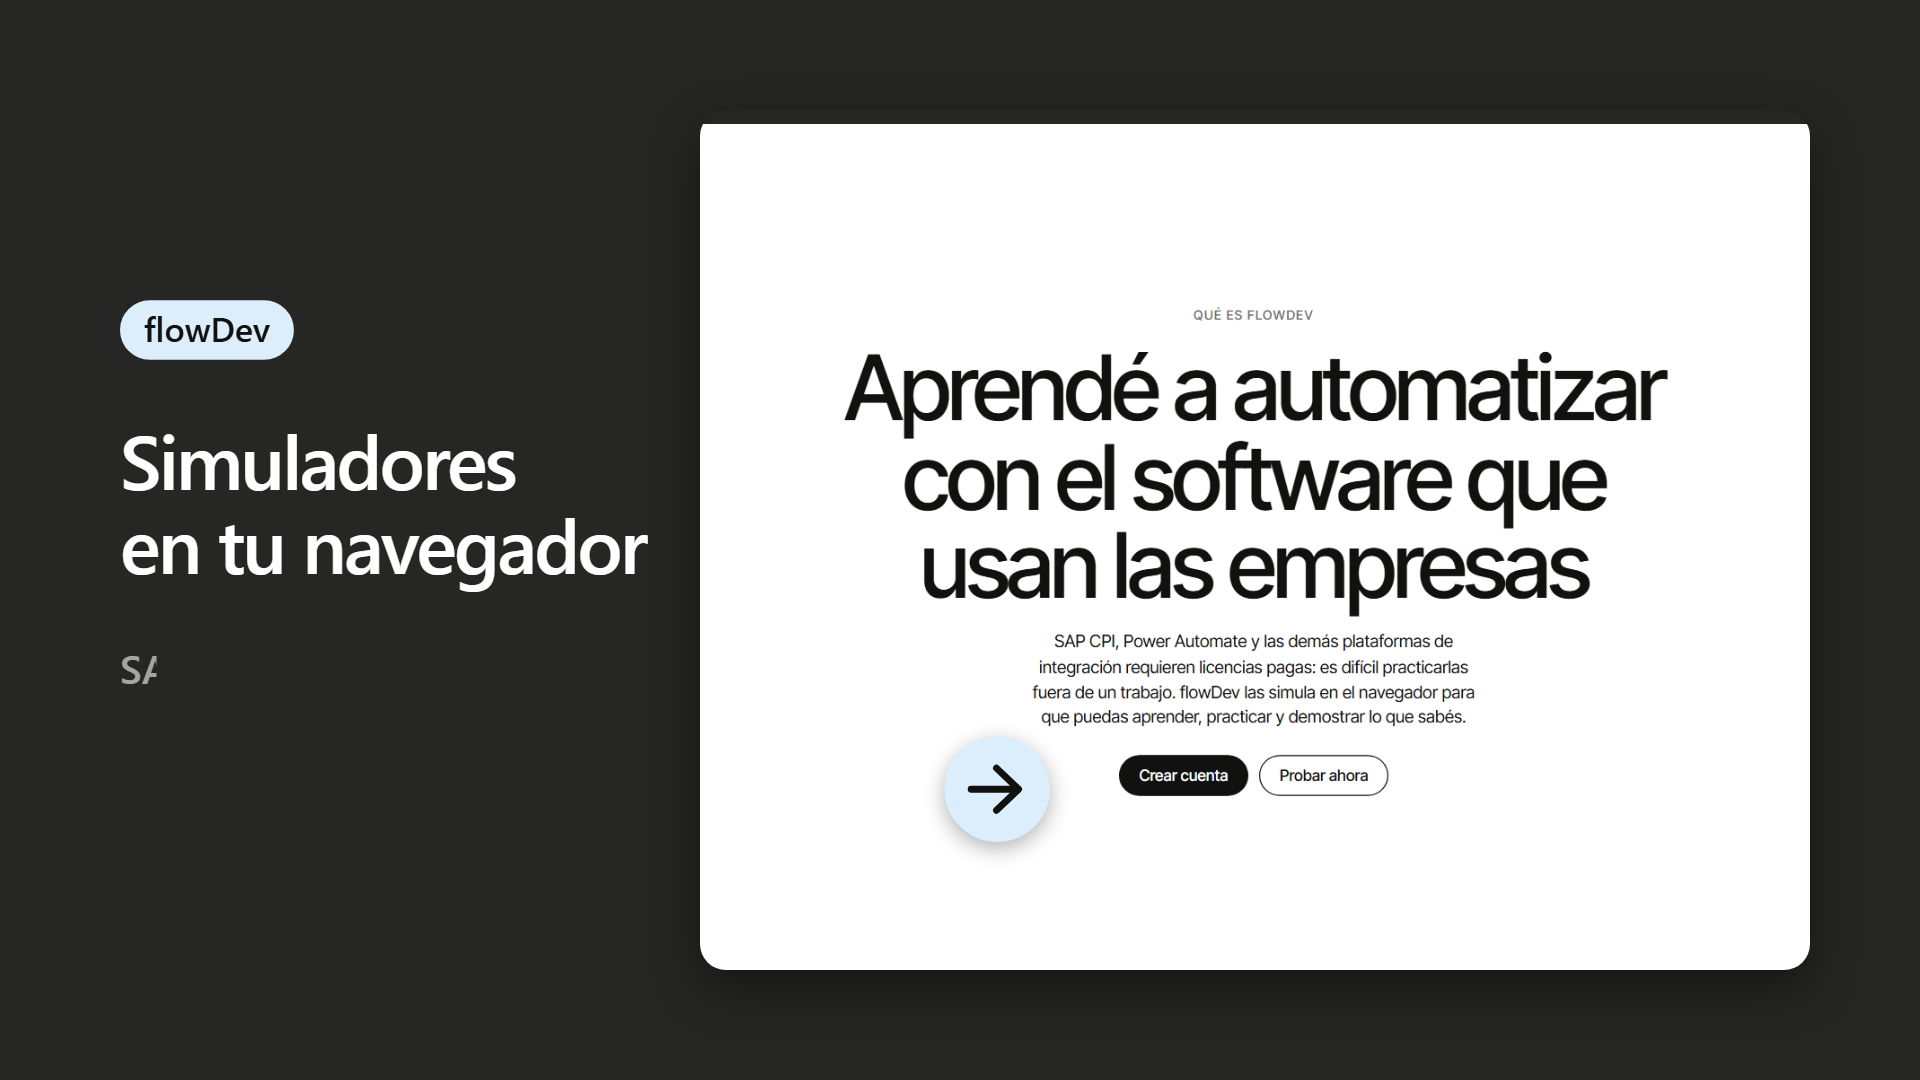 flowDev
Simuladores
en tu navegador
QUÉ ES FLOWDEV
Aprendé a automatizar
con el software que
usan las empresas
SAP CPI, Power Automate y las demás plataformas de
integración requieren licencias pagas: es difícil practicarlas
fuera de un trabajo. flowDev las simula en el navegador para
que puedas aprender, practicar y demostrar lo que sabés.
Crear cuenta
Probar ahora